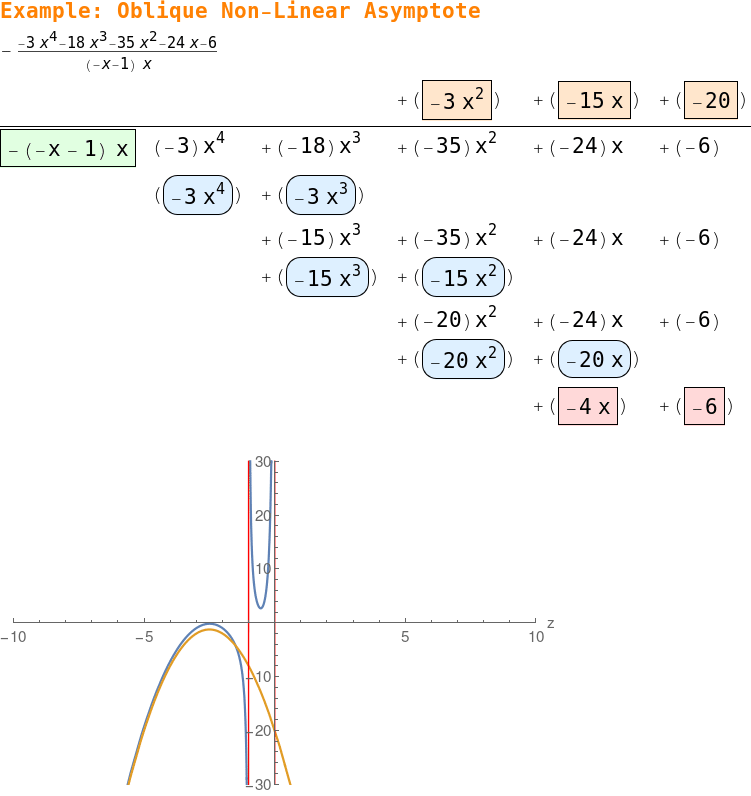 Example: Oblique Non-Linear Asymptote
- (-3 x^4-18 x^3-35 x^2-24 x-6)/((-x-1) x)
+ ( -3 x^2 ) + ( -15 x ) + ( -20 )
-(-x - 1) x (-3) x^4 + (-18) x^3 + (-35) x^2 + (-24) x + (-6)
( -3 x^4 ) + ( -3 x^3 )
+ (-15) x^3 + (-35) x^2 + (-24) x + (-6)
+ ( -15 x^3 ) + ( -15 x^2 )
+ (-20) x^2 + (-24) x + (-6)
+ ( -20 x^2 ) + ( -20 x )
+ ( -4 x ) + ( -6 )
30
20
10
z
-10 -5 5 10
-10
-20
-30